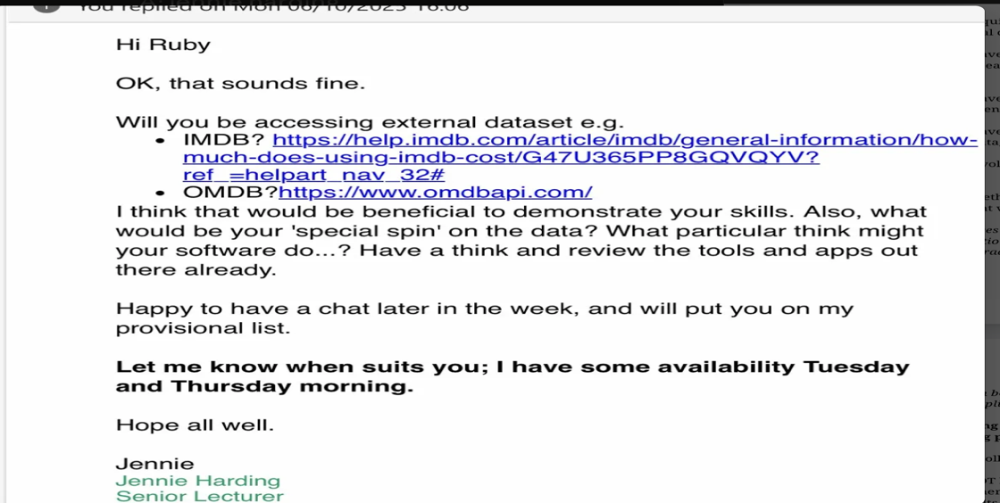 You replied on Mon 06/10/2025 16:06
Hi Ruby
OK, that sounds fine.
Will you be accessing external dataset e.g.
• IMDB? https://help.imdb.com/article/imdb/general-information/how-
much-does-using-imdb-cost/G47U365PP8GQVQYV?
ref_=helpart_nav_32#
• OMDB?https://www.omdbapi.com/
I think that would be beneficial to demonstrate your skills. Also, what
would be your 'special spin' on the data? What particular think might
your software do...? Have a think and review the tools and apps out
there already.
Happy to have a chat later in the week, and will put you on my
provisional list.
Let me know when suits you; I have some availability Tuesday
and Thursday morning.
Hope all well.
Jennie
Jennie Harding
Senior Lecturer